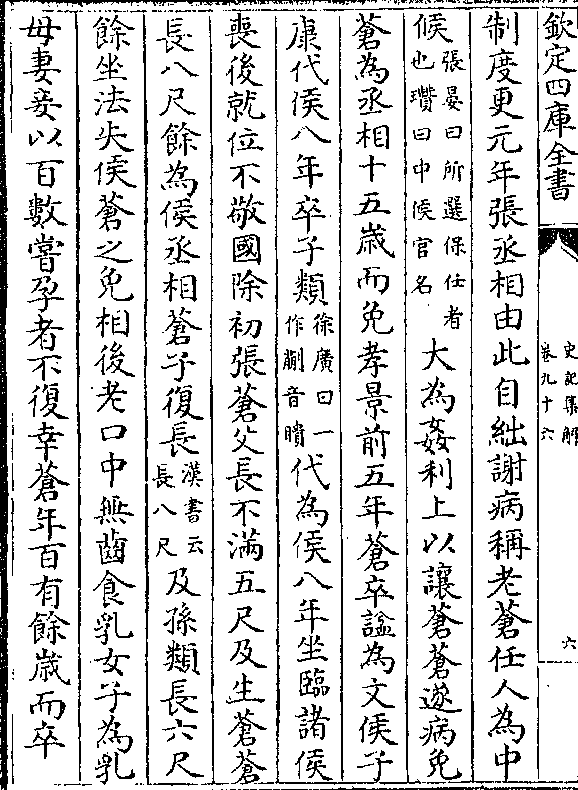 欽定四庫全書
史記集解
卷九十六
六
制度更元年張丞相由此自絀謝病稱老蒼任人為中
候張晏曰所選保任者也瓚曰中候官名大為姦利上以讓蒼蒼遂病免
蒼為丞相十五歲而免孝景前五年蒼卒諡為文侯子
康代侯八年卒子類徐廣曰一作䠠音聵代為侯八年坐臨諸侯
喪後就位不敬國除初張蒼父長不滿五尺及生蒼蒼
長八尺餘為侯丞相蒼子復長漢書云長八尺及孫類長六尺
餘坐法失侯蒼之免相後老口中無齒食乳女子為乳
母妻妾以百數嘗孕者不復幸蒼年百有餘歲而卒